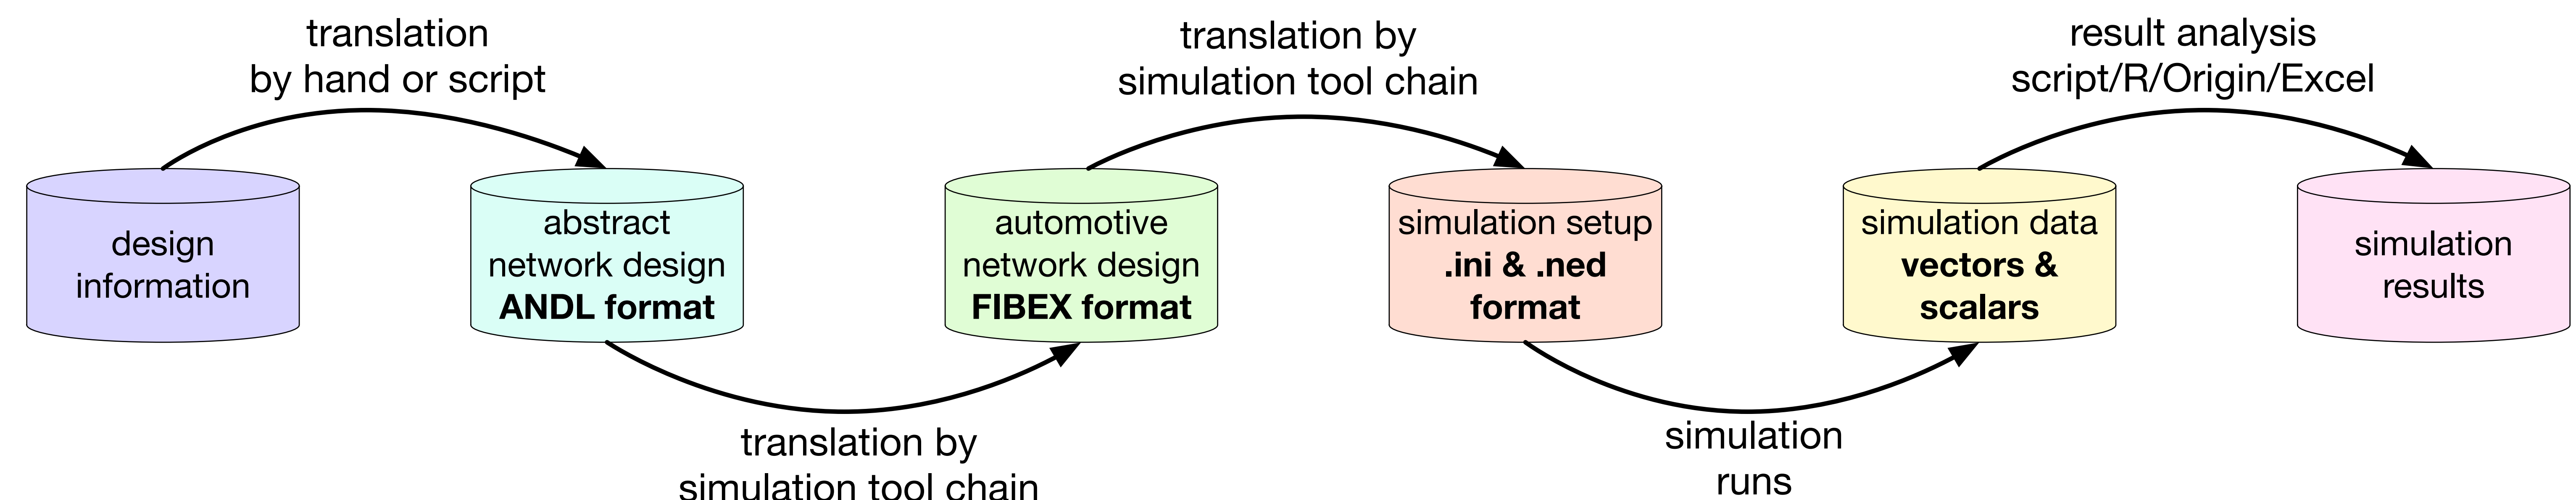 translation
by hand or script
translation by
simulation tool chain
result analysis
script/R/Origin/Excel
design
information
abstract
network design
ANDL format
automotive
network design
FIBEX format
simulation setup
.ini & .ned
format
simulation data
vectors &
scalars
simulation
results
translation by
simulation tool chain
simulation
runs